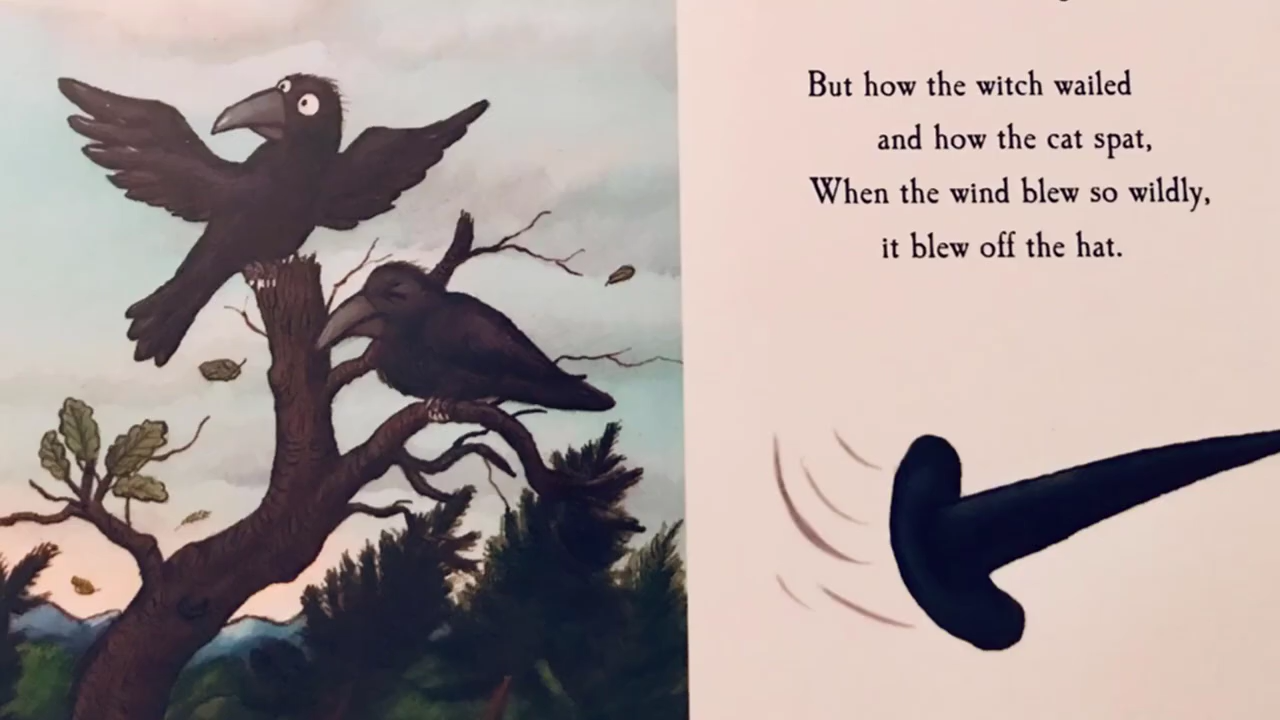 But how the witch wailed
and how the cat spat,
When the wind blew so wildly,
it blew off the hat.